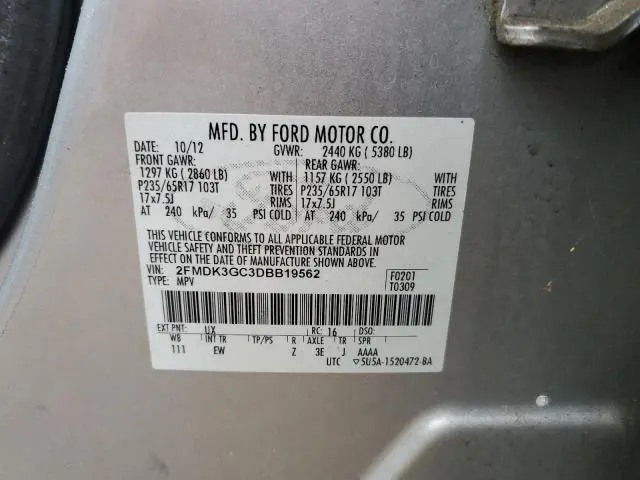 MFD. BY FORD MOTOR CO.
DATE: 10/12 GVWR: 2440 KG ( 5380 LB)
FRONT GAWR: REAR GAWR:
1297 KG ( 2860 LB) WITH 1157 KG ( 2550 LB) WITH
P235/65R17 103T TIRES P235/65R17 103T TIRES
17x7.5J RIMS 17x7.5J RIMS
AT 240 kPa/ 35 PSI COLD AT 240 kPa/ 35 PSI COLD
THIS VEHICLE CONFORMS TO ALL APPLICABLE FEDERAL MOTOR
VEHICLE SAFETY AND THEFT PREVENTION STANDARDS IN
EFFECT ON THE DATE OF MANUFACTURE SHOWN ABOVE.
VIN: 2FMDK3GC3DBB19562 F0201
TYPE: MPV T0309
EXT PNT: UX RC: 16 DSO:
WB INT TR TP/PS R AXLE TR SPR
111 EW Z 3E J AAAA
UTC ▽5U5A-1520472-BA